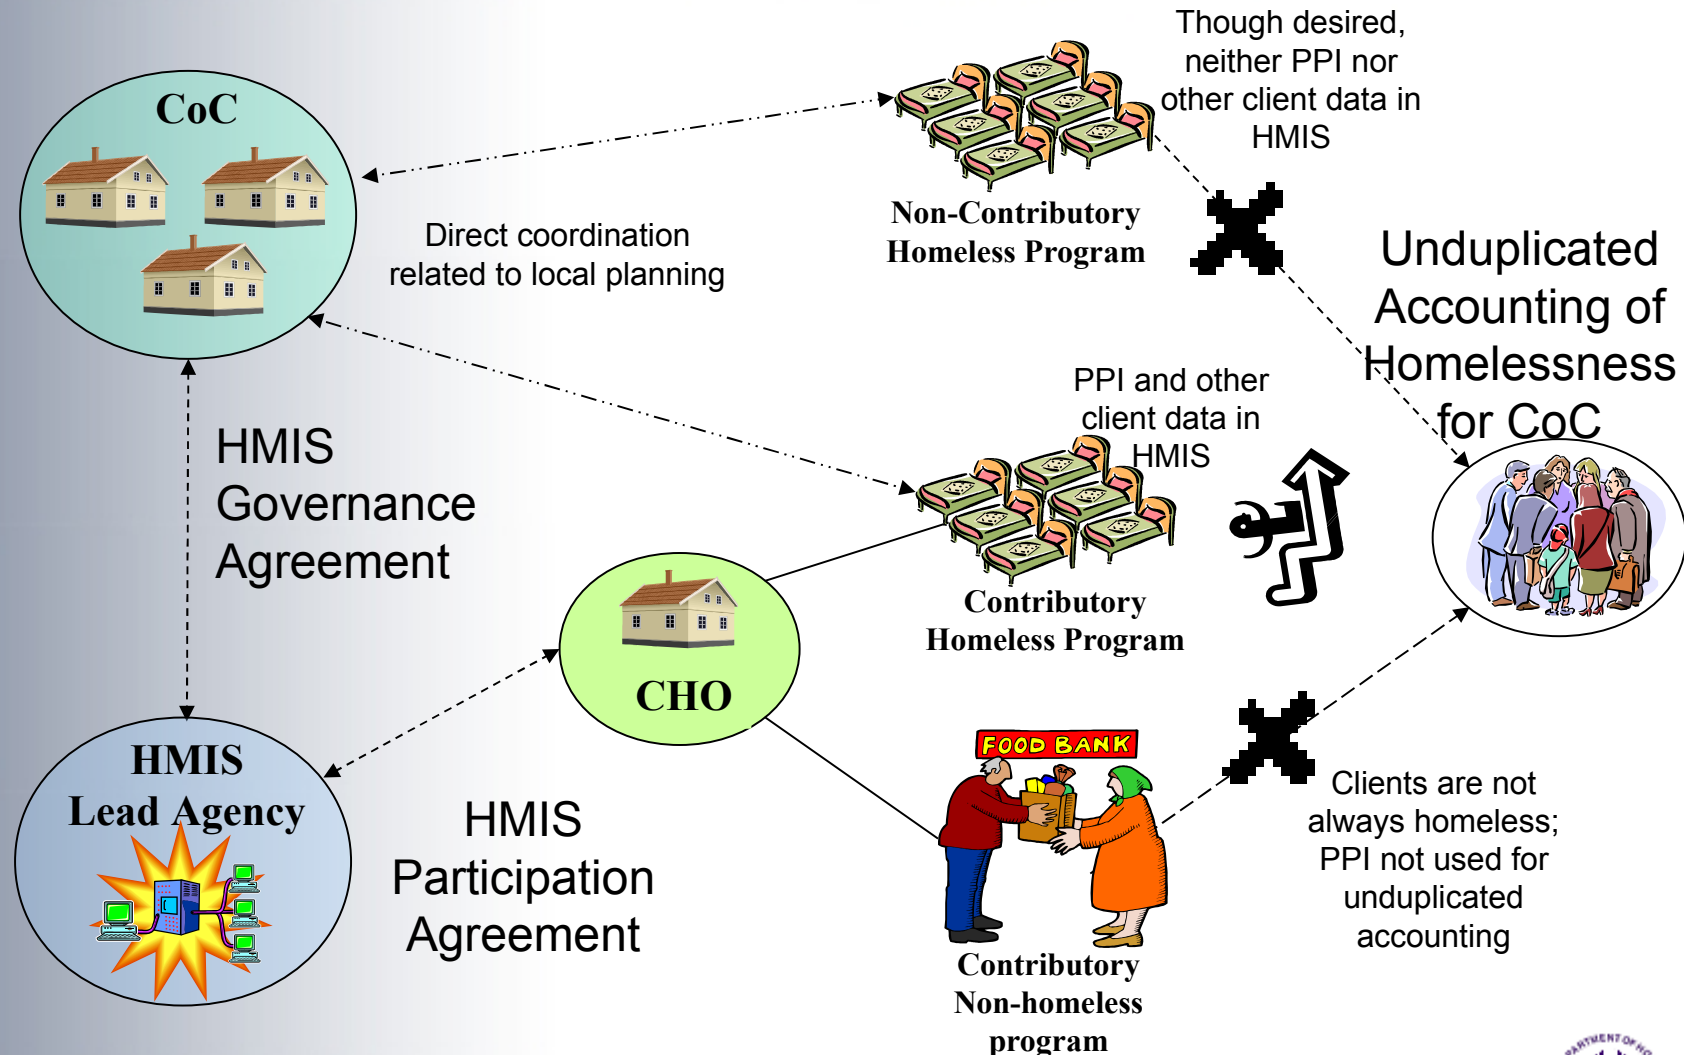 CoC
Direct coordination
related to local planning
HMIS
Governance
Agreement
HMIS
Lead Agency
HMIS
Participation
Agreement
CHO
Though desired,
neither PPI nor
other client data in
HMIS
Non-Contributory
Homeless Program
PPI and other
client data in
HMIS
Contributory
Homeless Program
FOOD BANK
Contributory
Non-homeless
program
Unduplicated
Accounting of
Homelessness
for CoC
Clients are not
always homeless;
PPI not used for
unduplicated
accounting